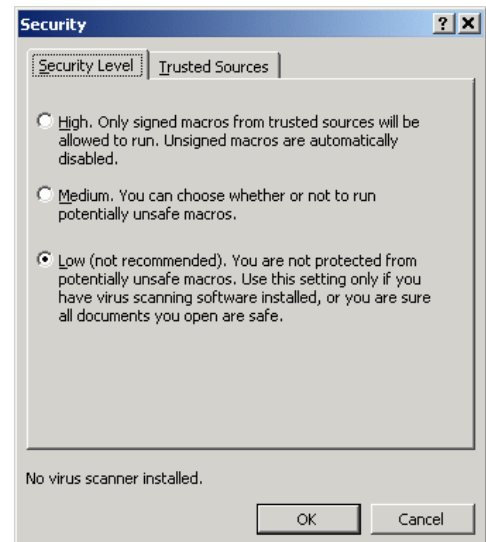 Security
? X
Security Level
Trusted Sources
High. Only signed macros from trusted sources will be
allowed to run. Unsigned macros are automatically
disabled.
Medium. You can choose whether or not to run
potentially unsafe macros.
Low (not recommended). You are not protected from
potentially unsafe macros. Use this setting only if you
have virus scanning software installed, or you are sure
all documents you open are safe.
No virus scanner installed.
OK
Cancel